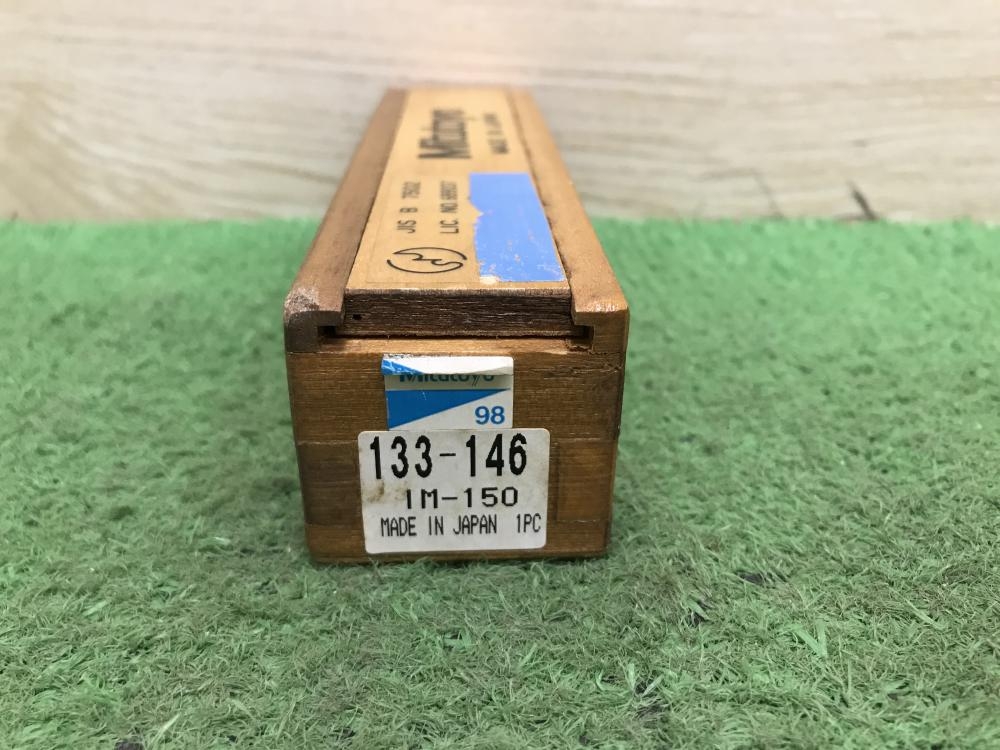 Mitutoyo
MADE IN JAPAN
JIS B 7502
Mitutoyo
98
133-146
IM-150
MADE IN JAPAN 1PC